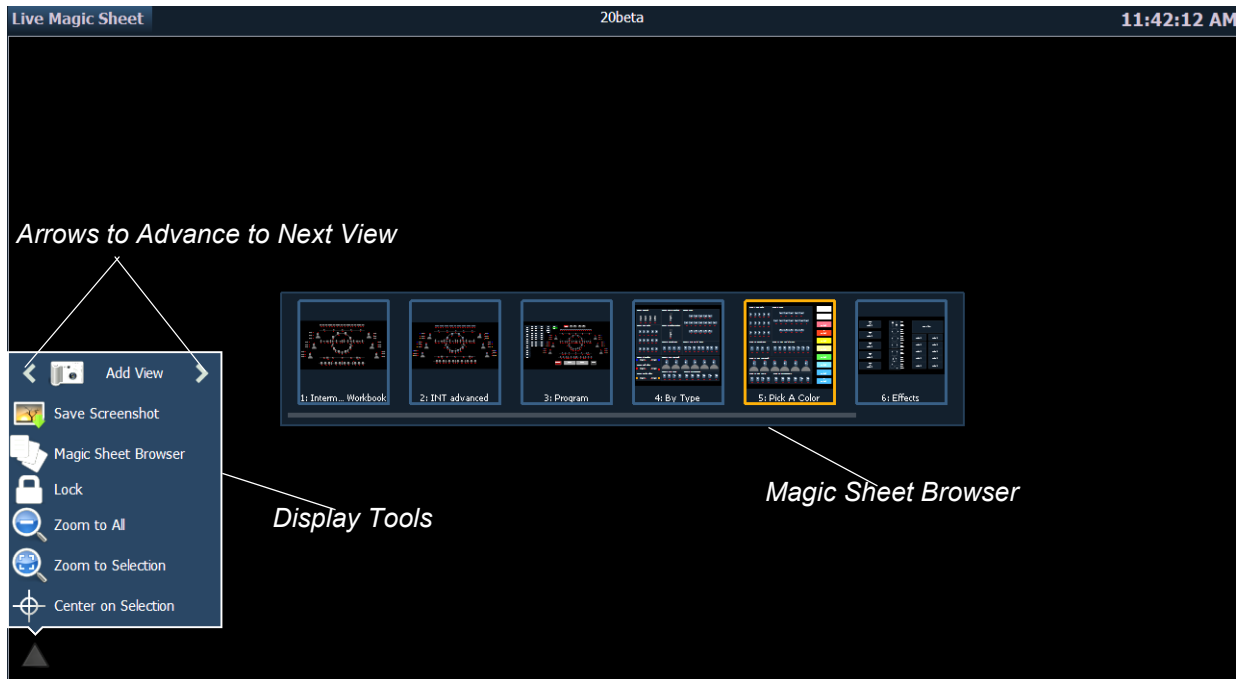 Live Magic Sheet
20beta
11:42:12 AM
Arrows to Advance to Next View
Add View
Save Screenshot
Magic Sheet Browser
Lock
Zoom to All
Zoom to Selection
Center on Selection
Display Tools
1: Interm... Workbook
2: INT advanced
3: Program
4: By Type
5: Pick A Color
6: Effects
Magic Sheet Browser